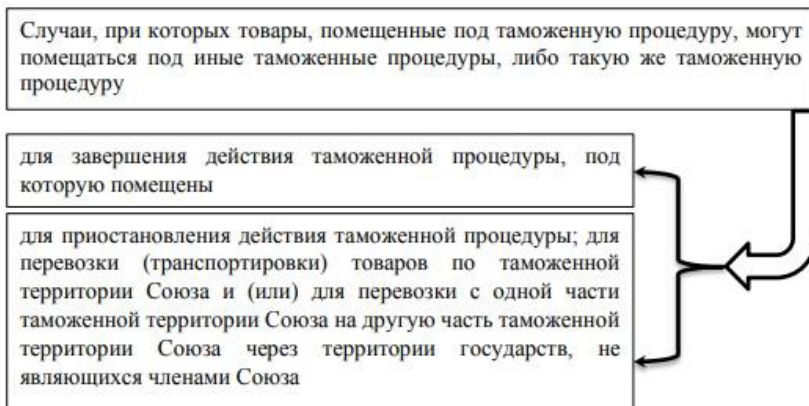 Случаи, при которых товары, помещенные под таможенную процедуру, могут
помещаться под иные таможенные процедуры, либо такую же таможенную
процедуру
для завершения действия таможенной процедуры, под
которую помещены
для приостановления действия таможенной процедуры; для
перевозки (транспортировки) товаров по таможенной
территории Союза и (или) для перевозки с одной части
таможенной территории Союза на другую часть таможенной
территории Союза через территории государств, не
являющихся членами Союза